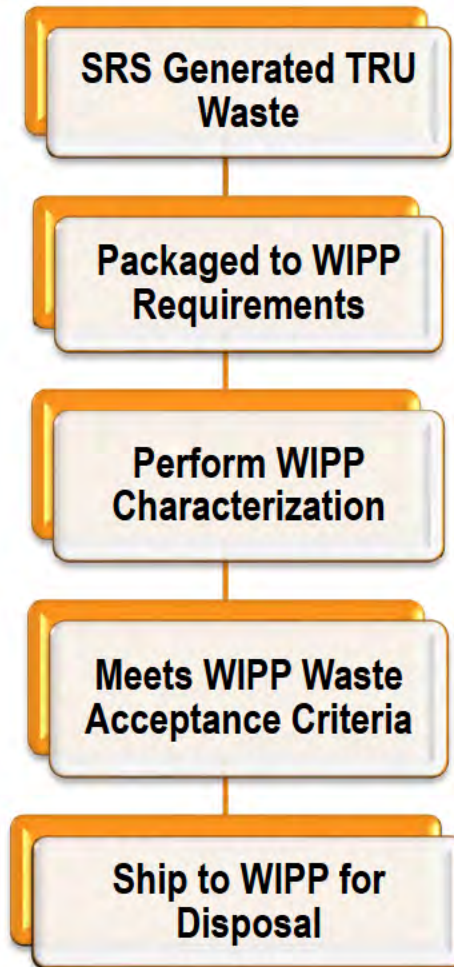 SRS Generated TRU
Waste
Packaged to WIPP
Requirements
Perform WIPP
Characterization
Meets WIPP Waste
Acceptance Criteria
Ship to WIPP for
Disposal